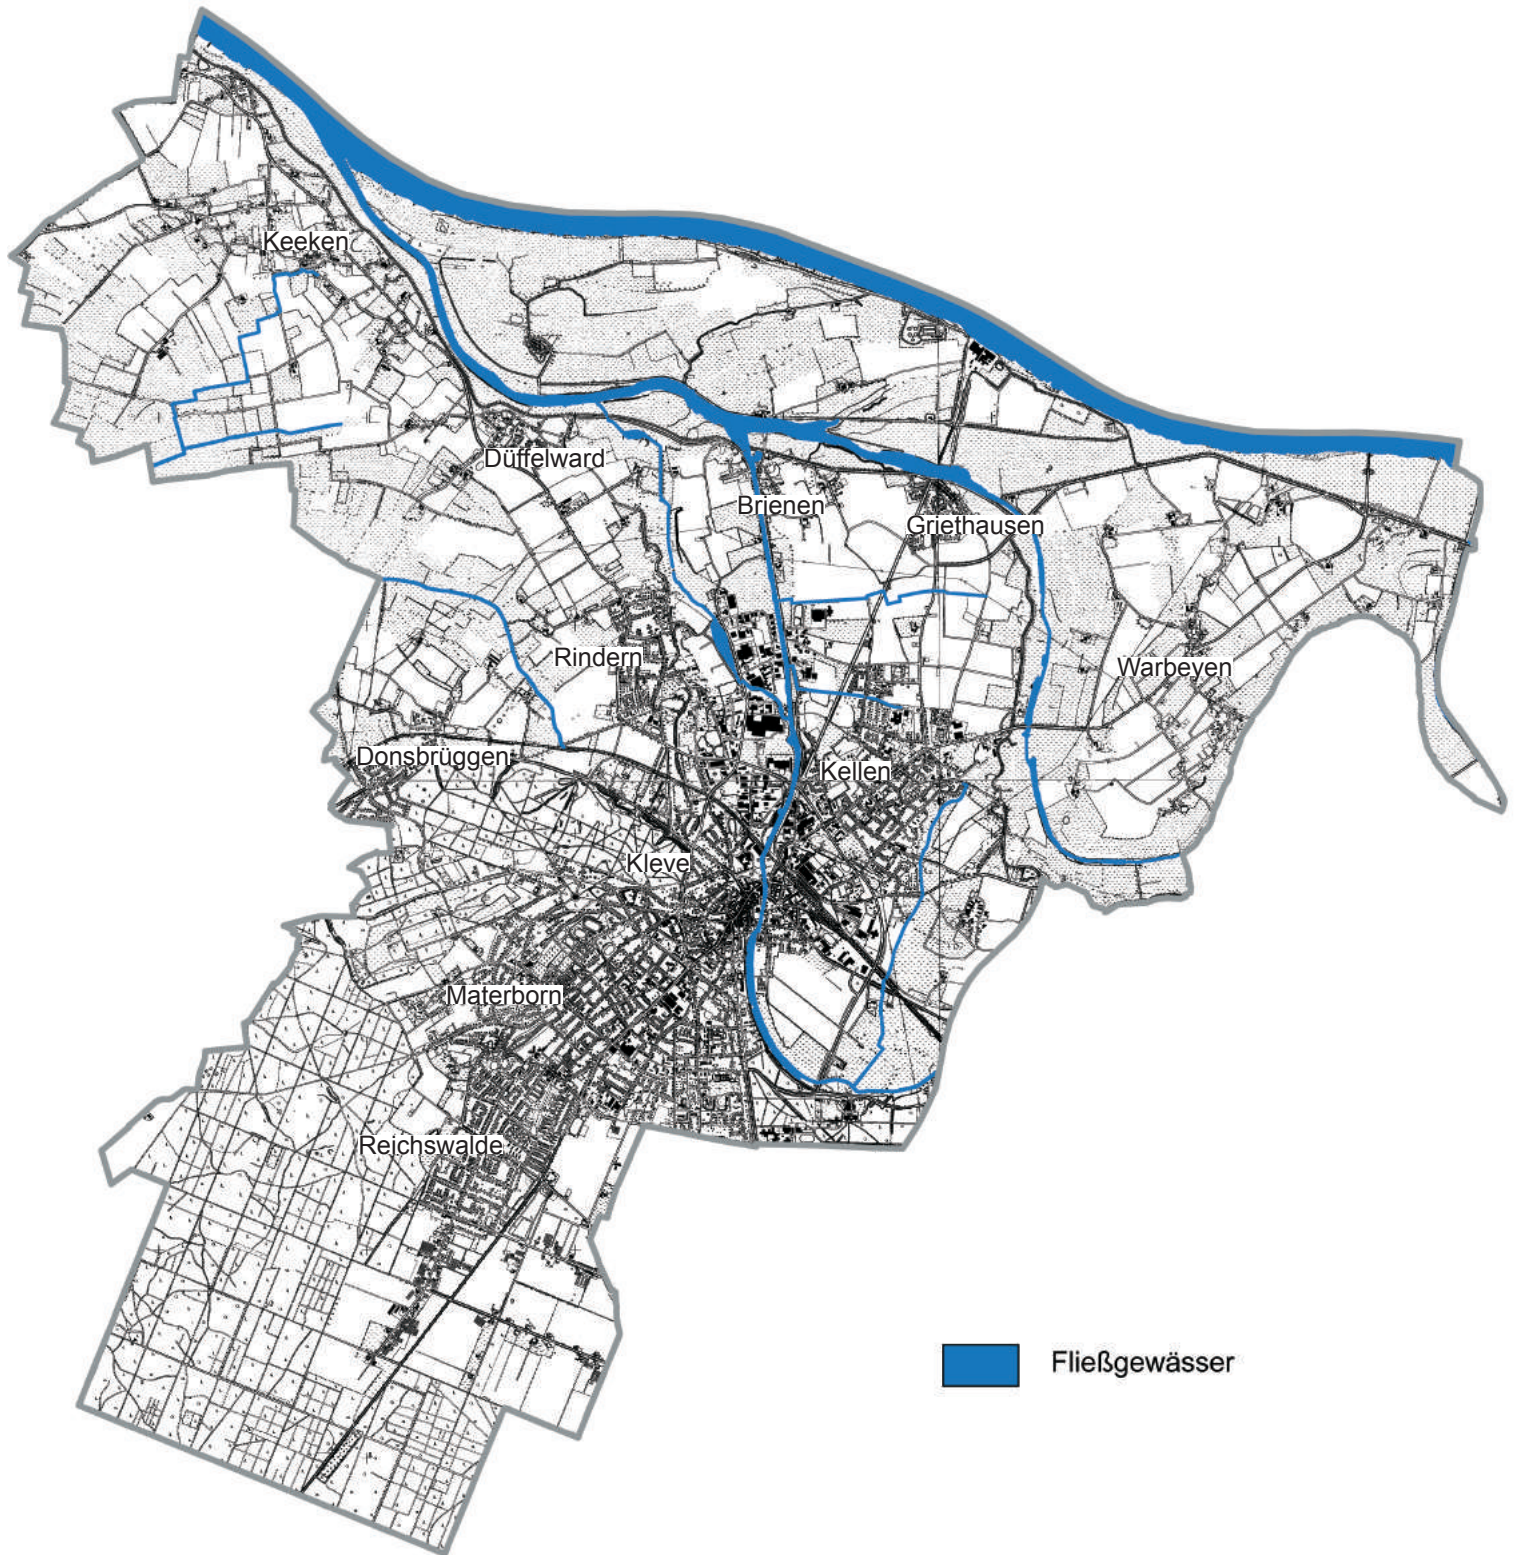 Keeken
Düffelward
Brienen
Griethausen
Rindern
Warbeyen
Donsbrüggen
Kellen
Kleve
Materborn
Reichswalde
Fließgewässer